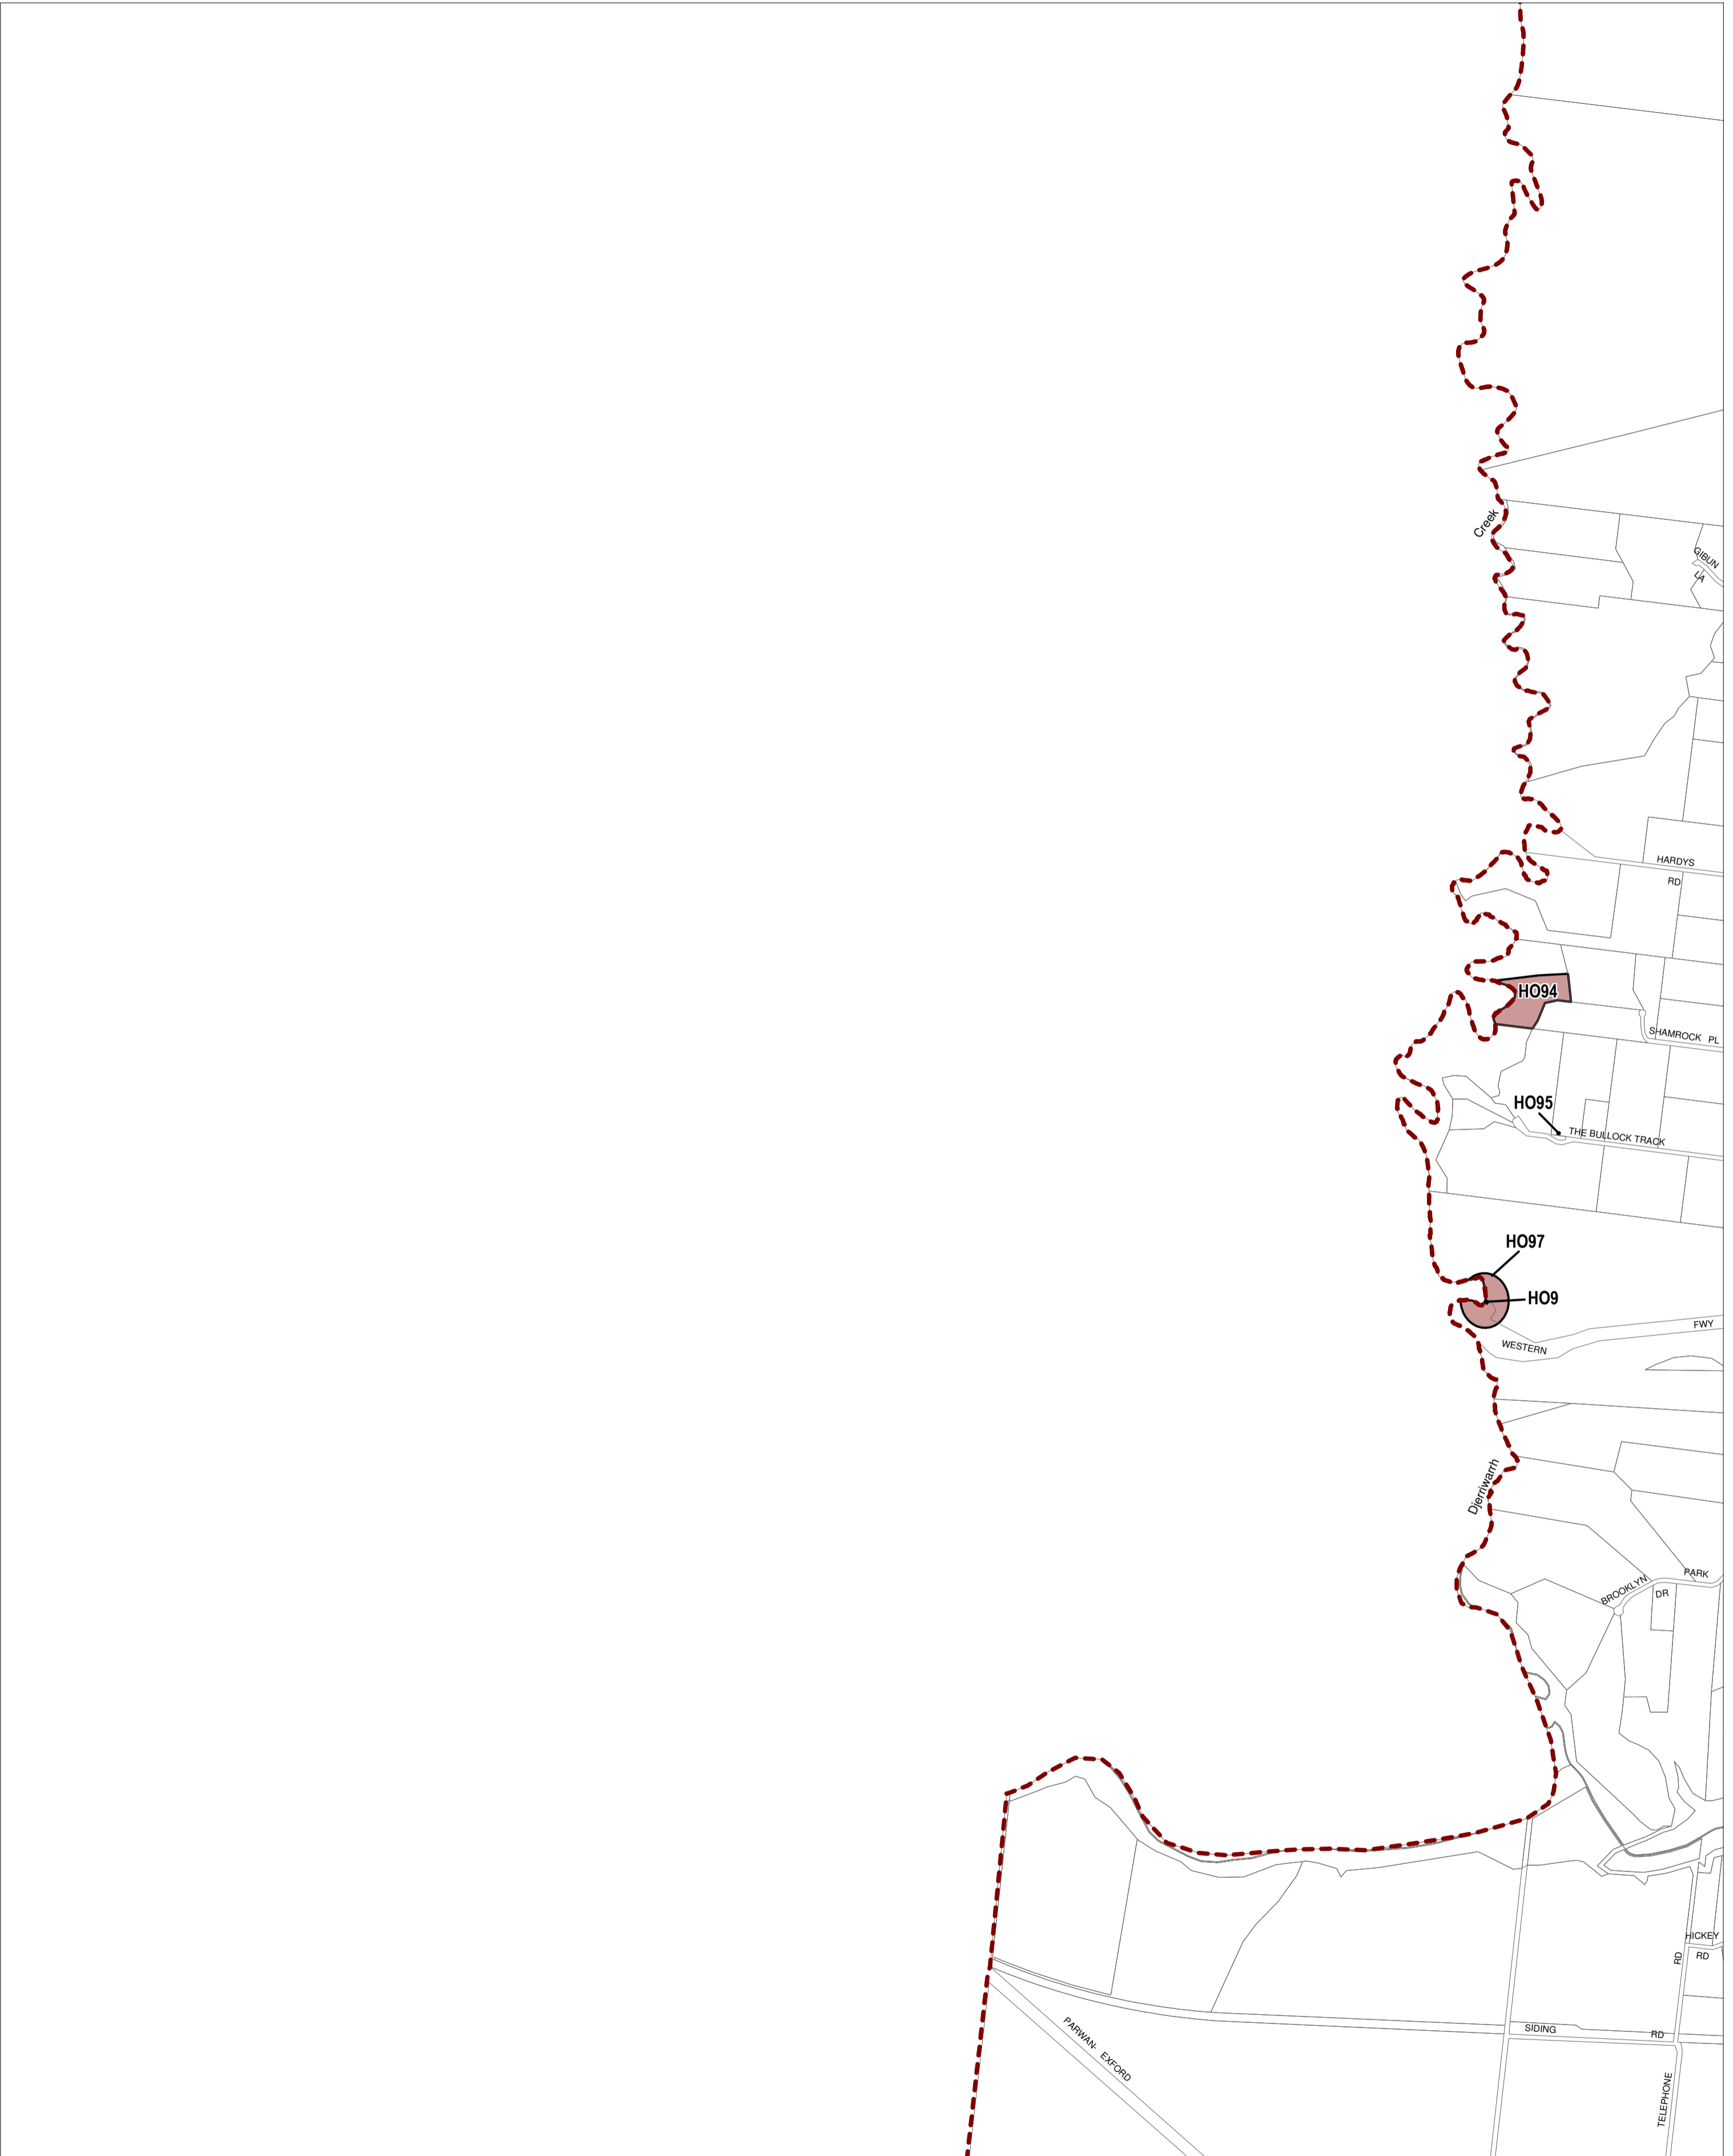 Creek
GIBUN
LA
HARDYS
RD
HO94
SHAMROCK PL
HO95
THE BULLOCK TRACK
HO97
HO9
FWY
WESTERN
Djerriwarrh
PARK
BROOKLYN
DR
HICKEY
RD
RD
SIDING
RD
PARWAN- EXFORD
TELEPHONE